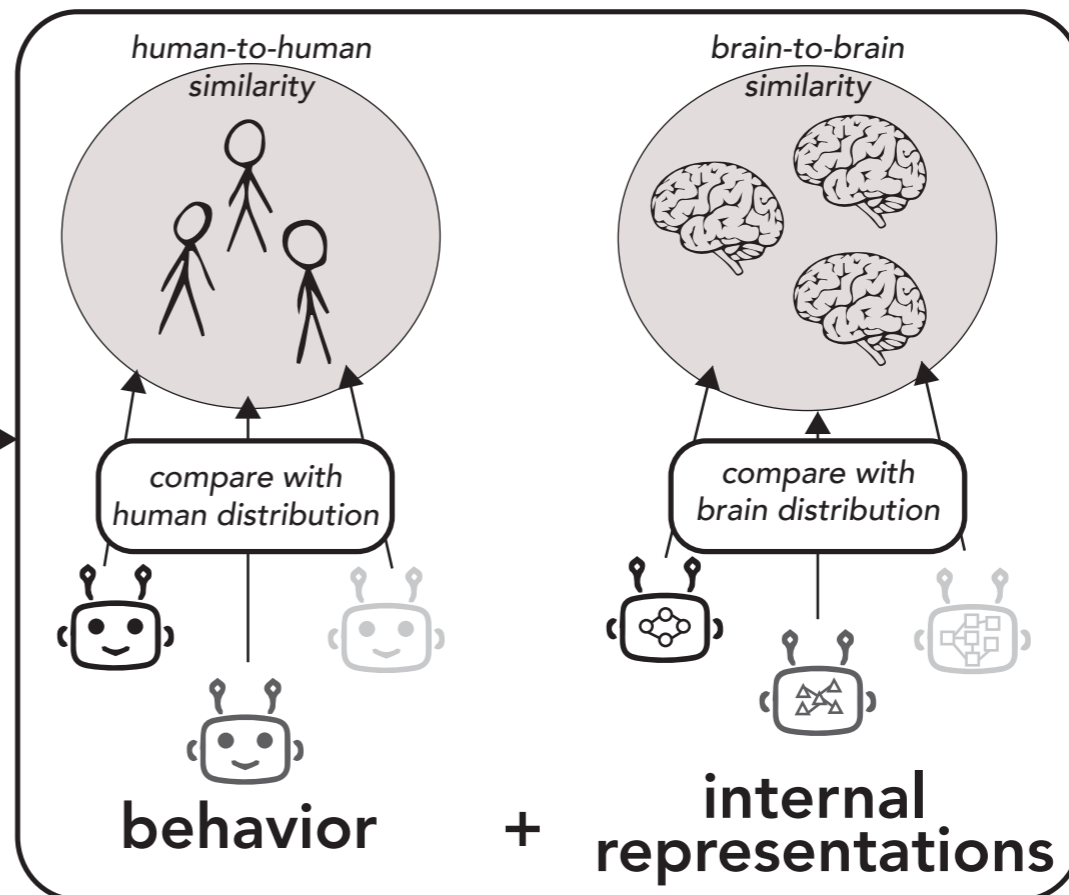 human-to-human
similarity
compare with
human distribution
behavior
+
brain-to-brain
similarity
compare with
brain distribution
internal
representations